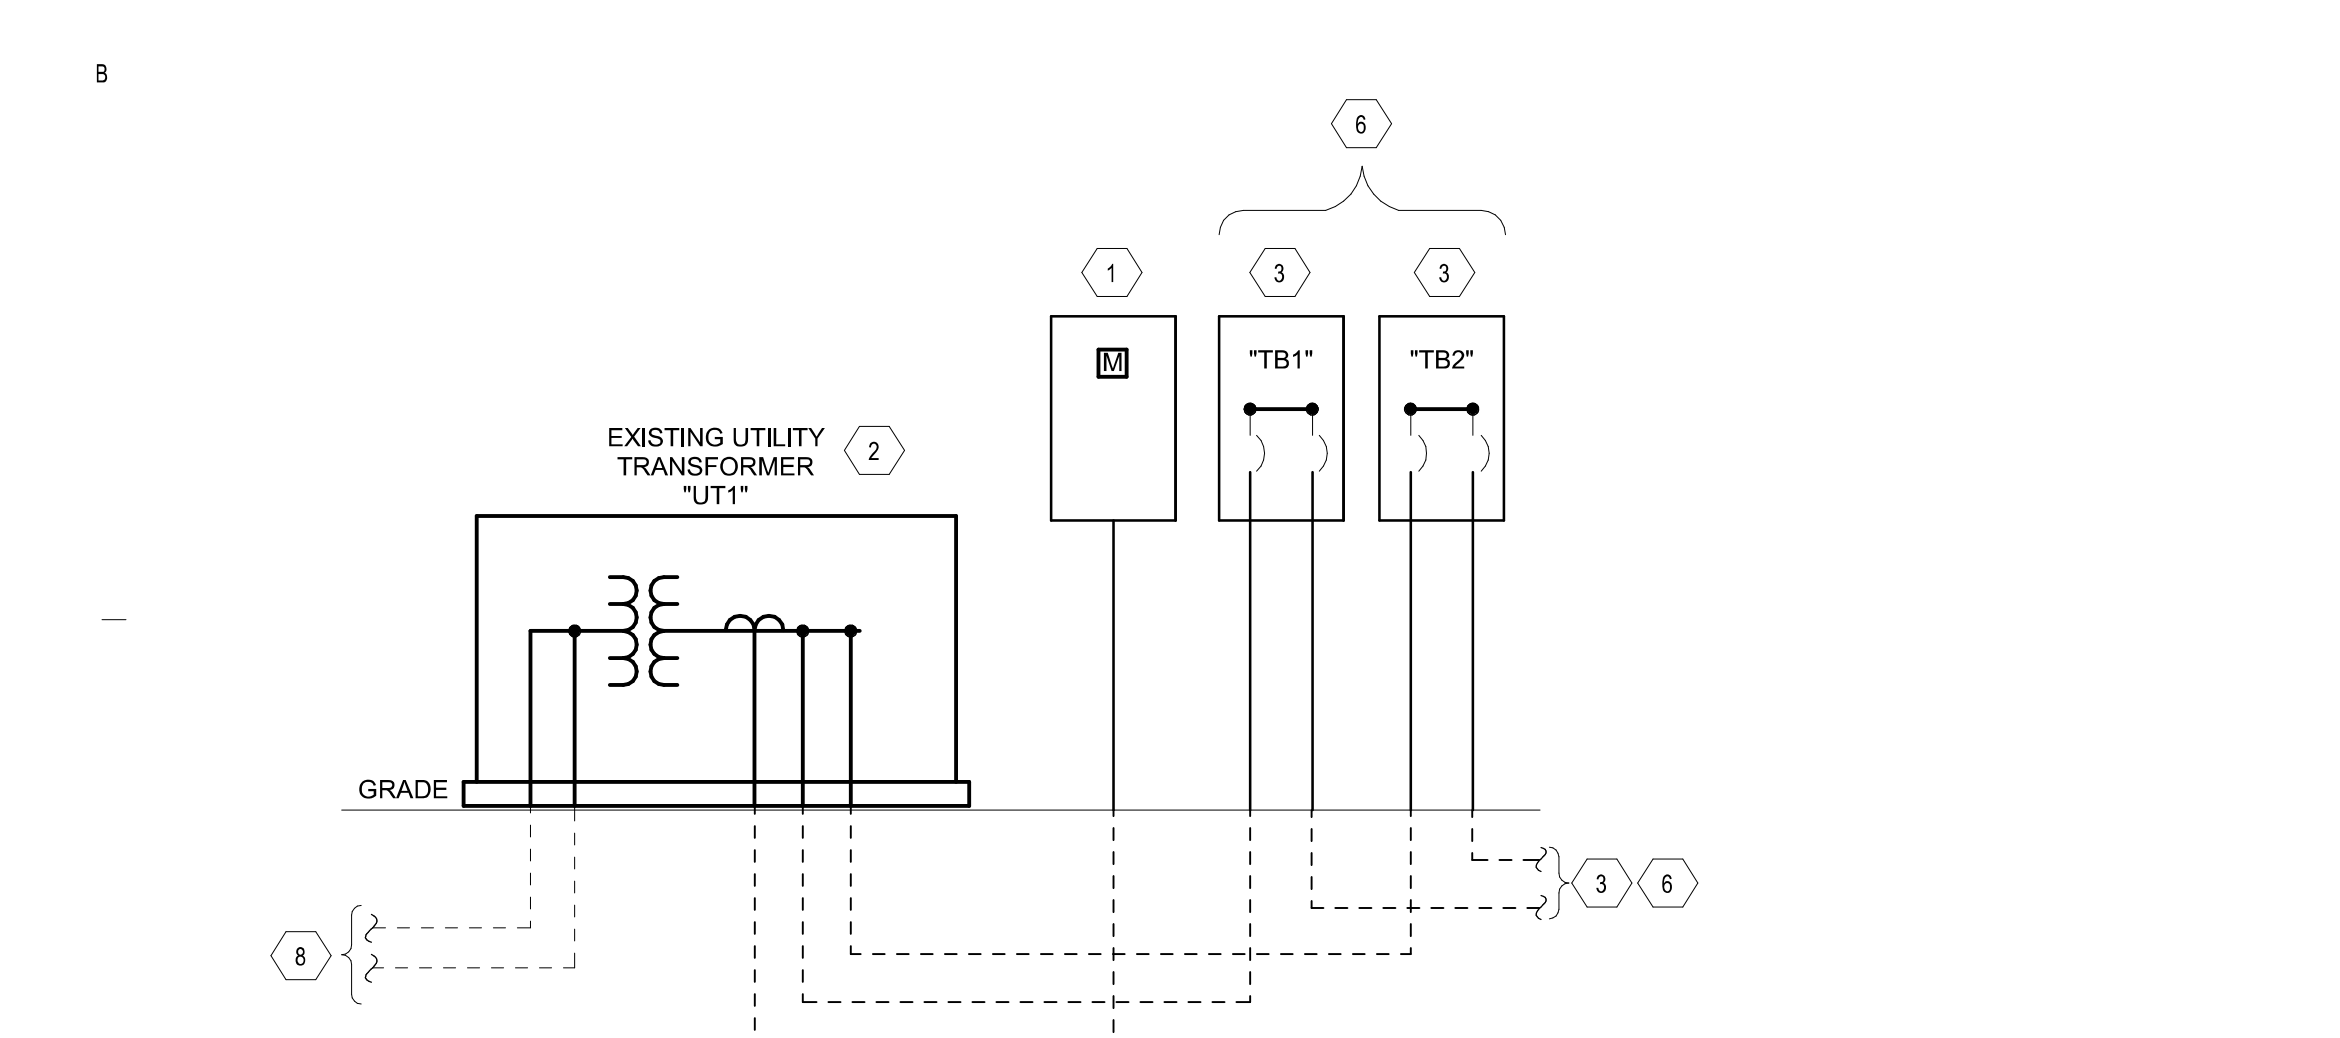 B
6
1
3
3
M
"TB1"
"TB2"
EXISTING UTILITY
TRANSFORMER
"UT1"
2
GRADE
3
6
8